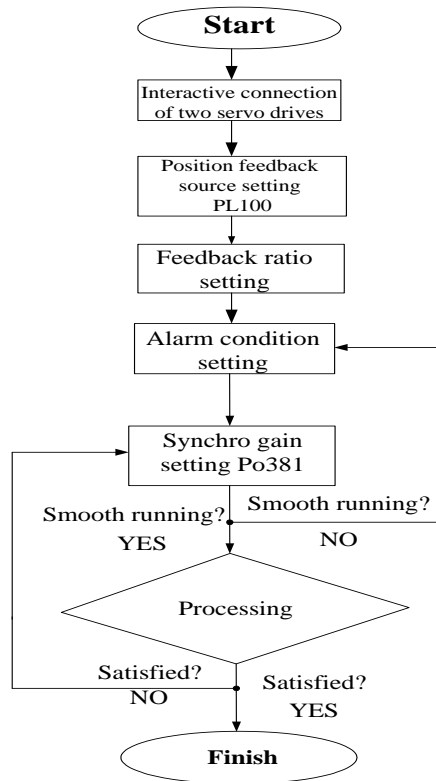 Start
Interactive connection
of two servo drives
Position feedback
source setting
PL100
Feedback ratio
setting
Alarm condition
setting
Synchro gain
setting Po381
Smooth running?
YES
Smooth running?
NO
Processing
Satisfied?
NO
Satisfied?
YES
Finish